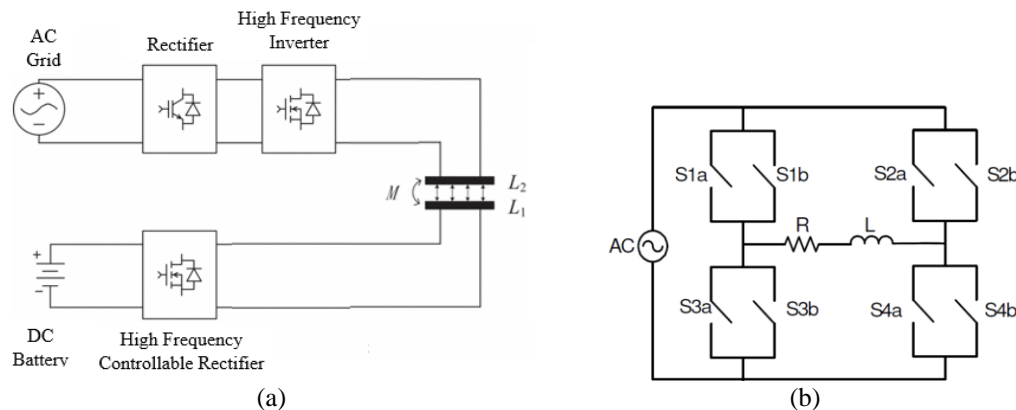 AC
Grid
Rectifier
High Frequency
Inverter
M
L2
L1
DC
Battery
High Frequency
Controllable Rectifier
(a)
S1a
S1b
S2a
S2b
R
L
AC
S3a
S3b
S4a
S4b
(b)